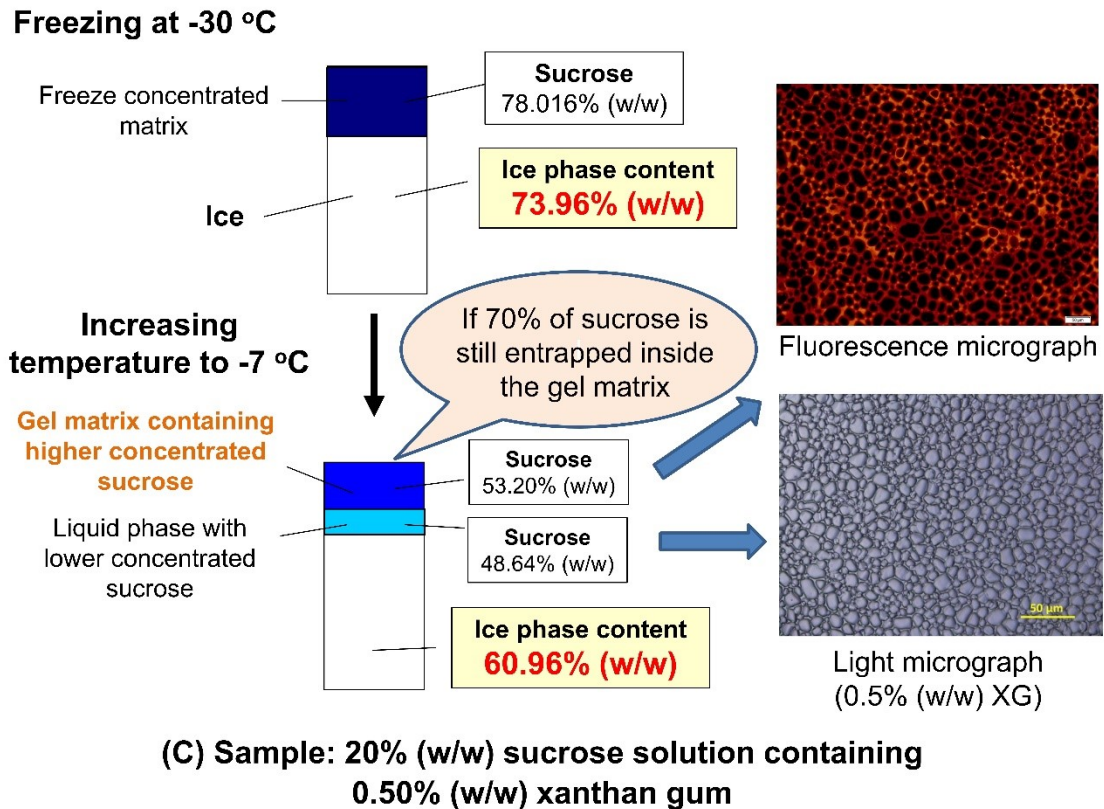 Freezing at -30 °C
Freeze concentrated
matrix
Sucrose
78.016% (w/w)
Ice
Ice phase content
73.96% (w/w)
Fluorescence micrograph
Increasing
temperature to -7 °C
If 70% of sucrose is
still entrapped inside
the gel matrix
Gel matrix containing
higher concentrated
sucrose
Sucrose
53.20% (w/w)
Liquid phase with
lower concentrated
sucrose
Sucrose
48.64% (w/w)
Ice phase content
60.96% (w/w)
50 µm
Light micrograph
(0.5% (w/w) XG)
(C) Sample: 20% (w/w) sucrose solution containing
0.50% (w/w) xanthan gum